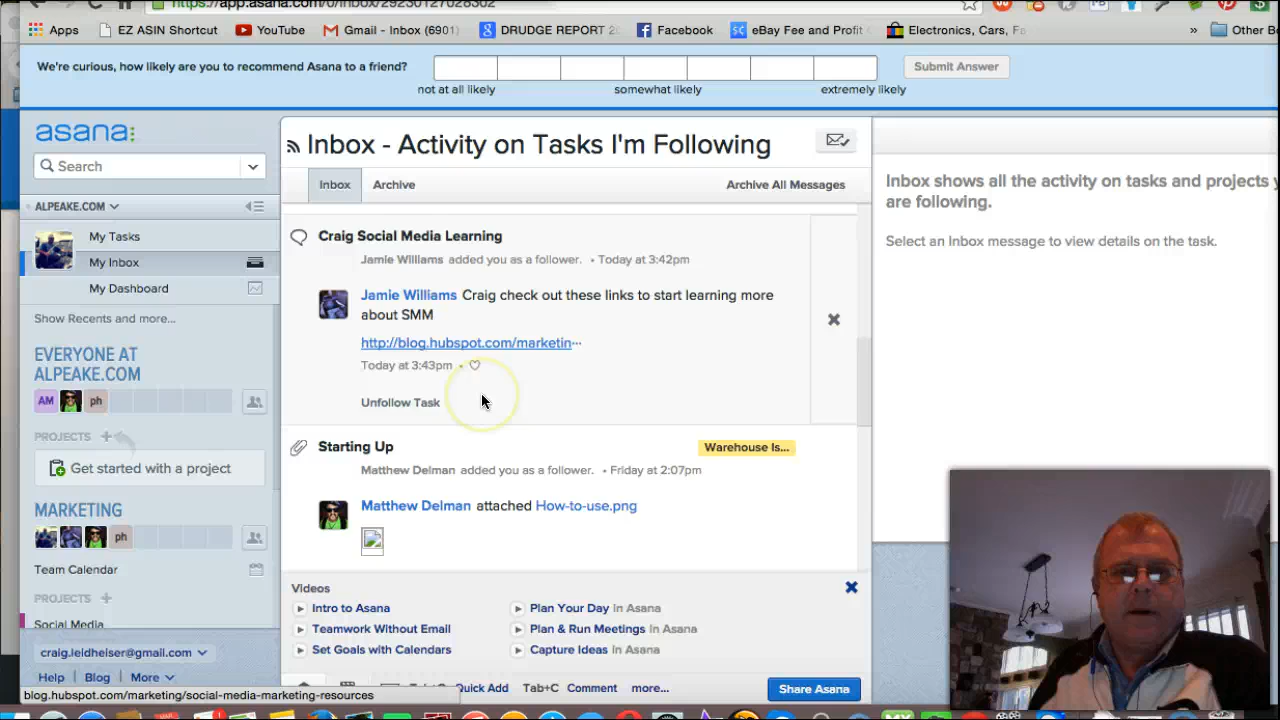 https://app.asana.com/0/inbox/29230127028302
Apps
EZ ASIN Shortcut
YouTube
Gmail - Inbox (6901)
DRUDGE REPORT 20
Facebook
eBay Fee and Profit
Electronics, Cars, Fa
»
Other Bo
We're curious, how likely are you to recommend Asana to a friend?
Submit Answer
not at all likely
somewhat likely
extremely likely
asana:
Search
ALPEAKE.COM
My Tasks
My Inbox
My Dashboard
Show Recents and more...
EVERYONE AT
ALPEAKE.COM
AM
ph
PROJECTS +
Get started with a project
MARKETING
ph
Team Calendar
PROJECTS +
Social Media
craig.leidheiser@gmail.com
Help
Blog
More
blog.hubspot.com/marketing/social-media-marketing-resources
Inbox - Activity on Tasks I'm Following
Inbox
Archive
Archive All Messages
Craig Social Media Learning
Jamie Williams added you as a follower. • Today at 3:42pm
Jamie Williams Craig check out these links to start learning more
about SMM
http://blog.hubspot.com/marketin···
Today at 3:43pm •
Unfollow Task
Starting Up
Warehouse Is...
Matthew Delman added you as a follower. • Friday at 2:07pm
Matthew Delman attached How-to-use.png
Videos
Intro to Asana
Plan Your Day in Asana
Teamwork Without Email
Plan & Run Meetings in Asana
Set Goals with Calendars
Capture Ideas in Asana
Quick Add
Tab+C
Comment
more...
Share Asana
Inbox shows all the activity on tasks and projects y
are following.
Select an Inbox message to view details on the task.